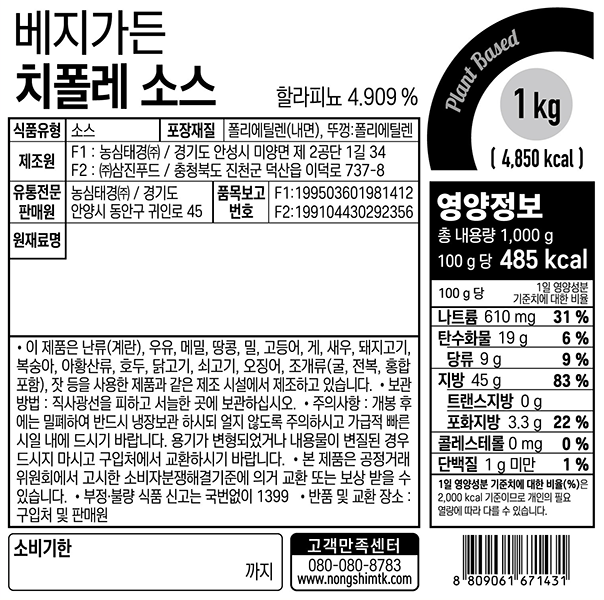 베지가든
치폴레 소스
할라피뇨 4.909 %
Plant Based
1 kg
( 4,850 kcal )
식품유형 소스 포장재질 폴리에틸렌(내면), 뚜껑:폴리에틸렌
제조원 F1 : 농심태경㈜ / 경기도 안성시 미양면 제 2공단 1길 34
F2 : ㈜삼진푸드 / 충청북도 진천군 덕산읍 이덕로 737-8
유통전문판매원 농심태경㈜ / 경기도 안양시 동안구 귀인로 45
품목보고번호 F1:199503601981412
F2:199104430292356
원재료명
• 이 제품은 난류(계란), 우유, 메밀, 땅콩, 밀, 고등어, 게, 새우, 돼지고기,
복숭아, 아황산류, 호두, 닭고기, 쇠고기, 오징어, 조개류(굴, 전복, 홍합
포함), 잣 등을 사용한 제품과 같은 제조 시설에서 제조하고 있습니다. • 보관
방법 : 직사광선을 피하고 서늘한 곳에 보관하십시오. • 주의사항 : 개봉 후
에는 밀폐하여 반드시 냉장보관 하시되 얼지 않도록 주의하시고 가급적 빠른
시일 내에 드시기 바랍니다. 용기가 변형되었거나 내용물이 변질된 경우
드시지 마시고 구입처에서 교환하시기 바랍니다. • 본 제품은 공정거래
위원회에서 고시한 소비자분쟁해결기준에 의거 교환 또는 보상 받을 수
있습니다. • 부정·불량 식품 신고는 국번없이 1399 • 반품 및 교환 장소 :
구입처 및 판매원
소비기한
까지
고객만족센터
080-080-8783
www.nongshimtk.com
영양정보
총 내용량 1,000 g
100 g 당 485 kcal
100 g 당 1일 영양성분
기준치에 대한 비율
나트륨 610 mg 31 %
탄수화물 19 g 6 %
당류 9 g 9 %
지방 45 g 83 %
트랜스지방 0 g
포화지방 3.3 g 22 %
콜레스테롤 0 mg 0 %
단백질 1 g 미만 1 %
1일 영양성분 기준치에 대한 비율(%)은
2,000 kcal 기준이므로 개인의 필요
열량에 따라 다를 수 있습니다.
8 809061 671431